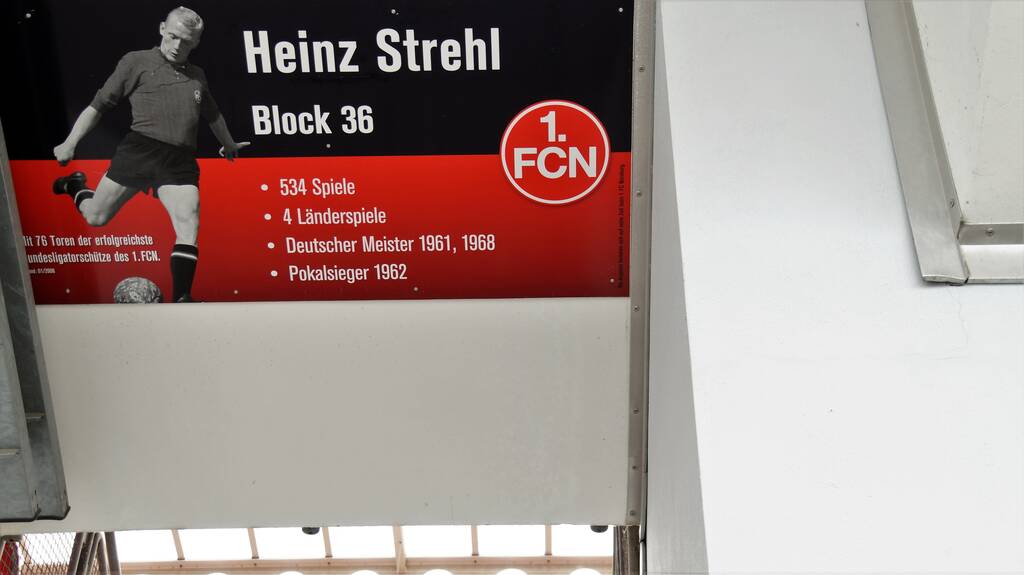 Heinz Strehl
Block 36
1.
FCN
• 534 Spiele
• 4 Länderspiele
• Deutscher Meister 1961, 1968
• Pokalsieger 1962
76 Toren der erfolgreichste
des 1.FCN.